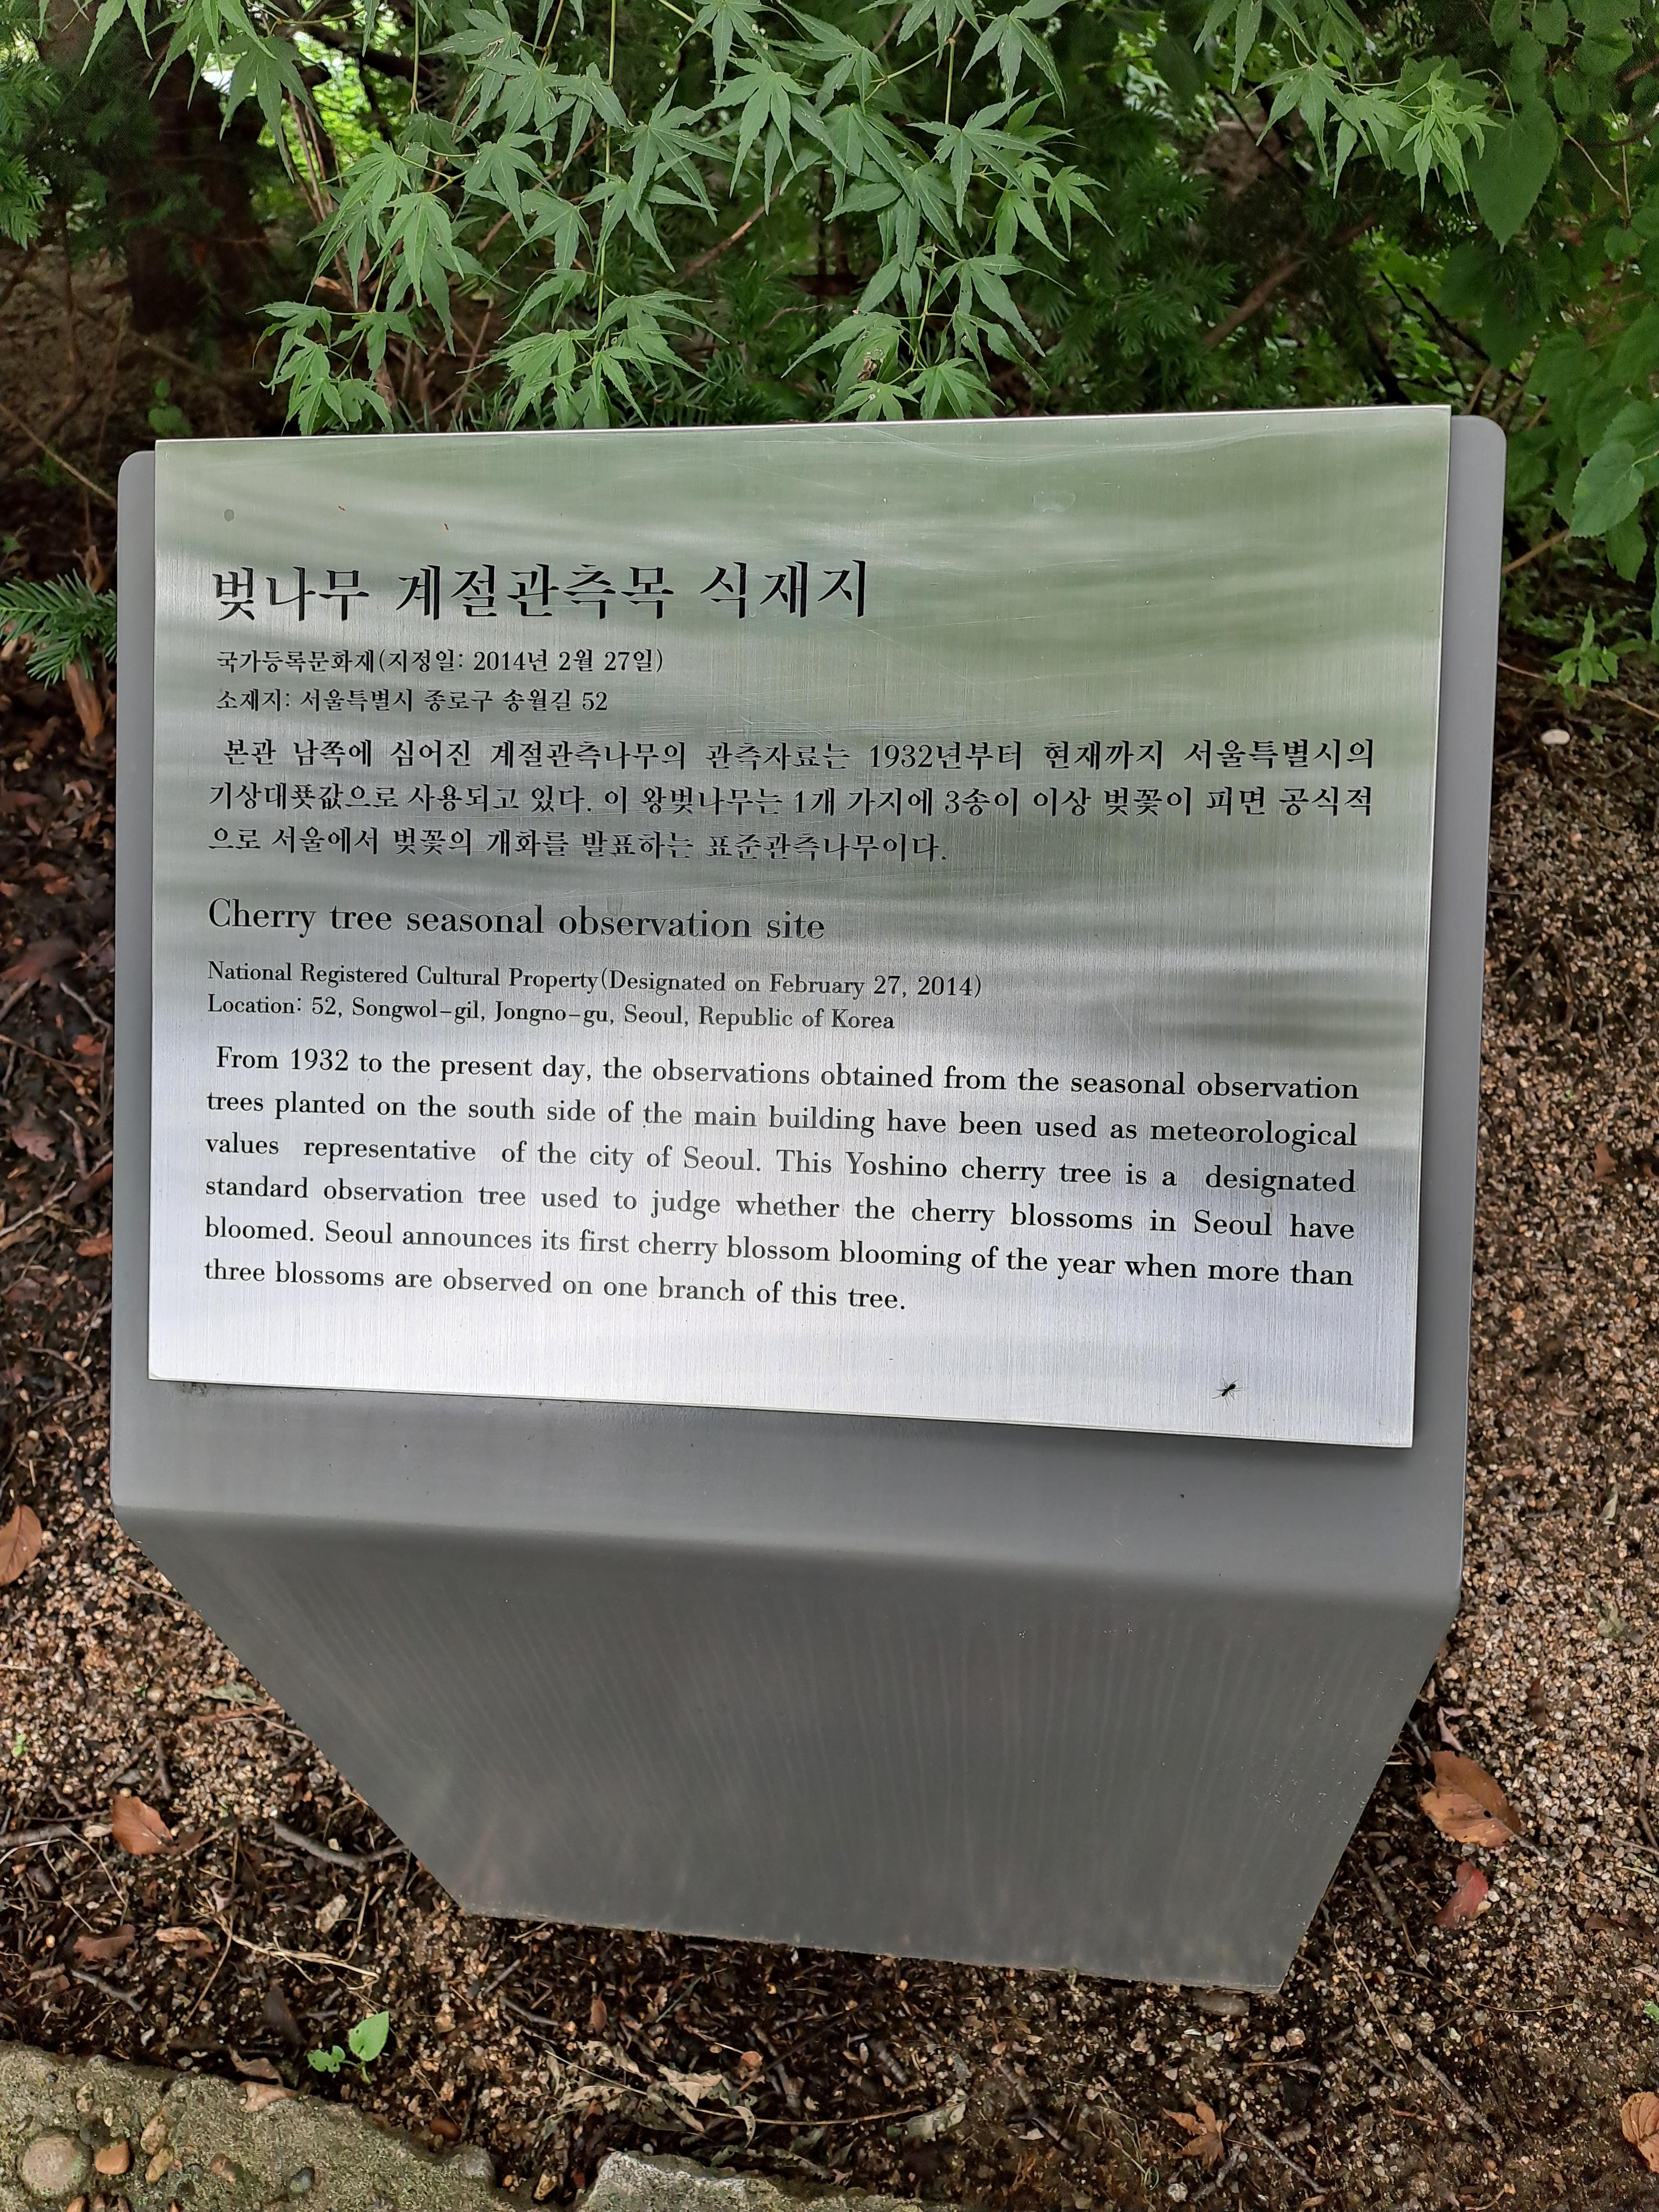 벚나무 계절관측목 식재지
국가등록문화재(지정일: 2014년 2월 27일)
소재지: 서울특별시 종로구 송월길 52
본관 남쪽에 심어진 계절관측나무의 관측자료는 1932년부터 현재까지 서울특별시의
기상대푯값으로 사용되고 있다. 이 왕벚나무는 1개 가지에 3송이 이상 벚꽃이 피면 공식적
으로 서울에서 벚꽃의 개화를 발표하는 표준관측나무이다.
Cherry tree seasonal observation site
National Registered Cultural Property(Designated on February 27, 2014)
Location: 52, Songwol-gil, Jongno-gu, Seoul, Republic of Korea
From 1932 to the present day, the observations obtained from the seasonal observation
trees planted on the south side of the main building have been used as meteorological
values representative of the city of Seoul. This Yoshino cherry tree is a designated
standard observation tree used to judge whether the cherry blossoms in Seoul have
bloomed. Seoul announces its first cherry blossom blooming of the year when more than
three blossoms are observed on one branch of this tree.